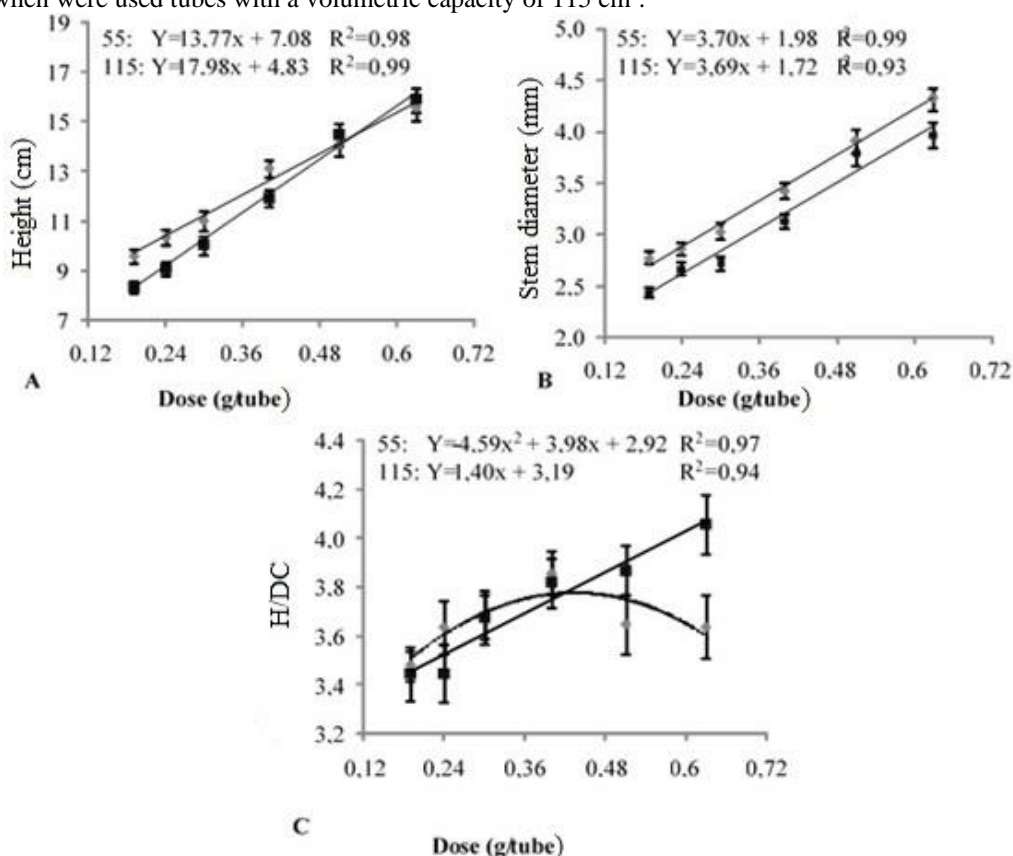 when were used tubes with a volumetric capacity of 115 cm³.
19
17
15
13
11
9
7
Height (cm)
55: Y=13.77x + 7.08 R²=0.98
115: Y=17.98x + 4.83 R²=0.99
0.12 0.24 0.36 0.48 0.6 0.72
A
Dose (g/tube)
5.0
4.5
4.0
3.5
3.0
2.5
2.0
Stem diameter (mm)
55: Y=3.70x + 1.98 R²=0.99
115: Y=3.69x + 1,72 R²=0,93
0.12 0.24 0.36 0.48 0.6 0.72
B
Dose (g/tube)
4.4
4.2
4.0
3.8
3.6
3.4
3.2
H/DC
55: Y=-4.59x² + 3,98x + 2,92 R²=0,97
115: Y=1,40x + 3,19 R²=0,94
0,12 0,24 0,36 0,48 0,6 0,72
C
Dose (g/tube)